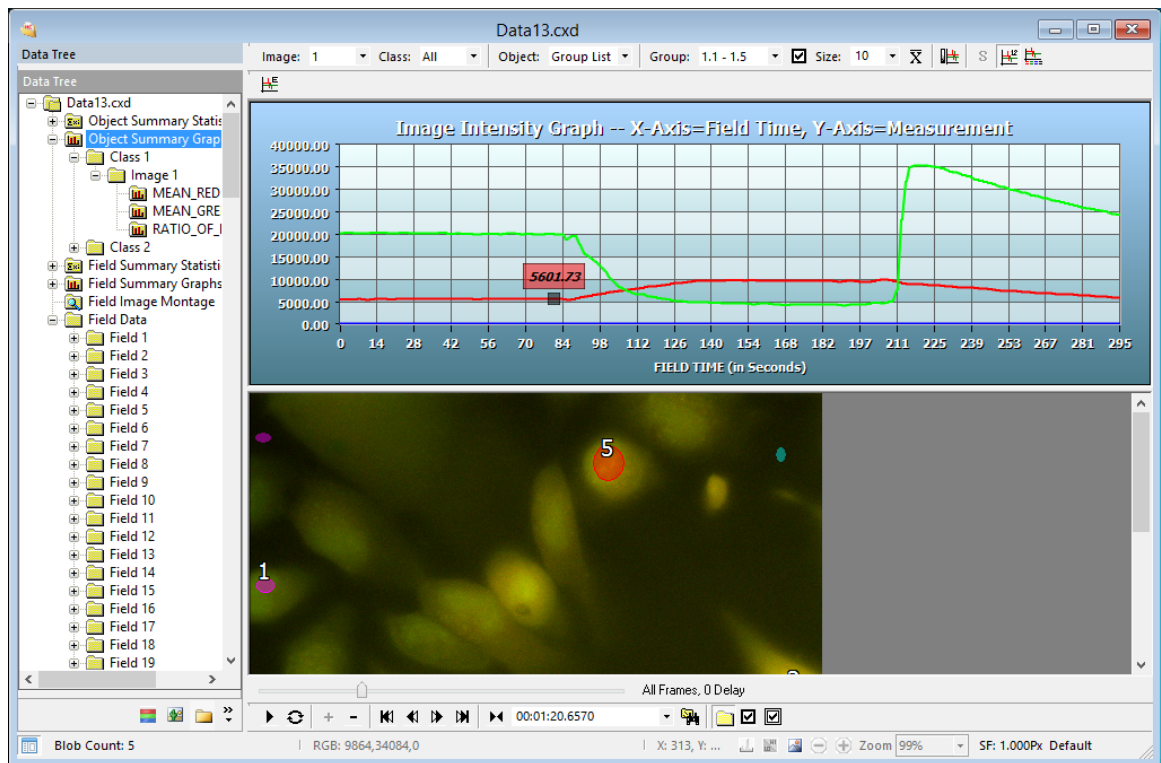 Data13.cxd
Data Tree
Image: 1 Class: All Object: Group List Group: 1.1 - 1.5 Size: 10 X S
Data Tree
Data13.cxd
Object Summary Statis
Object Summary Grap
Class 1
Image 1
MEAN_RED
MEAN_GRE
RATIO_OF_I
Class 2
Field Summary Statisti
Field Summary Graphs
Field Image Montage
Field Data
Field 1
Field 2
Field 3
Field 4
Field 5
Field 6
Field 7
Field 8
Field 9
Field 10
Field 11
Field 12
Field 13
Field 14
Field 15
Field 16
Field 17
Field 18
Field 19
Image Intensity Graph -- X-Axis=Field Time, Y-Axis=Measurement
40000.00
35000.00
30000.00
25000.00
20000.00
15000.00
10000.00
5000.00
0.00
5601.73
0 14 28 42 56 70 84 98 112 126 140 154 168 182 197 211 225 239 253 267 281 295
FIELD TIME (in Seconds)
5
1
All Frames, 0 Delay
00:01:20.6570
Blob Count: 5 RGB: 9864,34084,0 X: 313, Y: ... Zoom 99% SF: 1.000Px Default